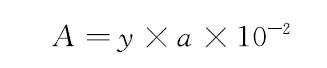 A = y × a × 10⁻²